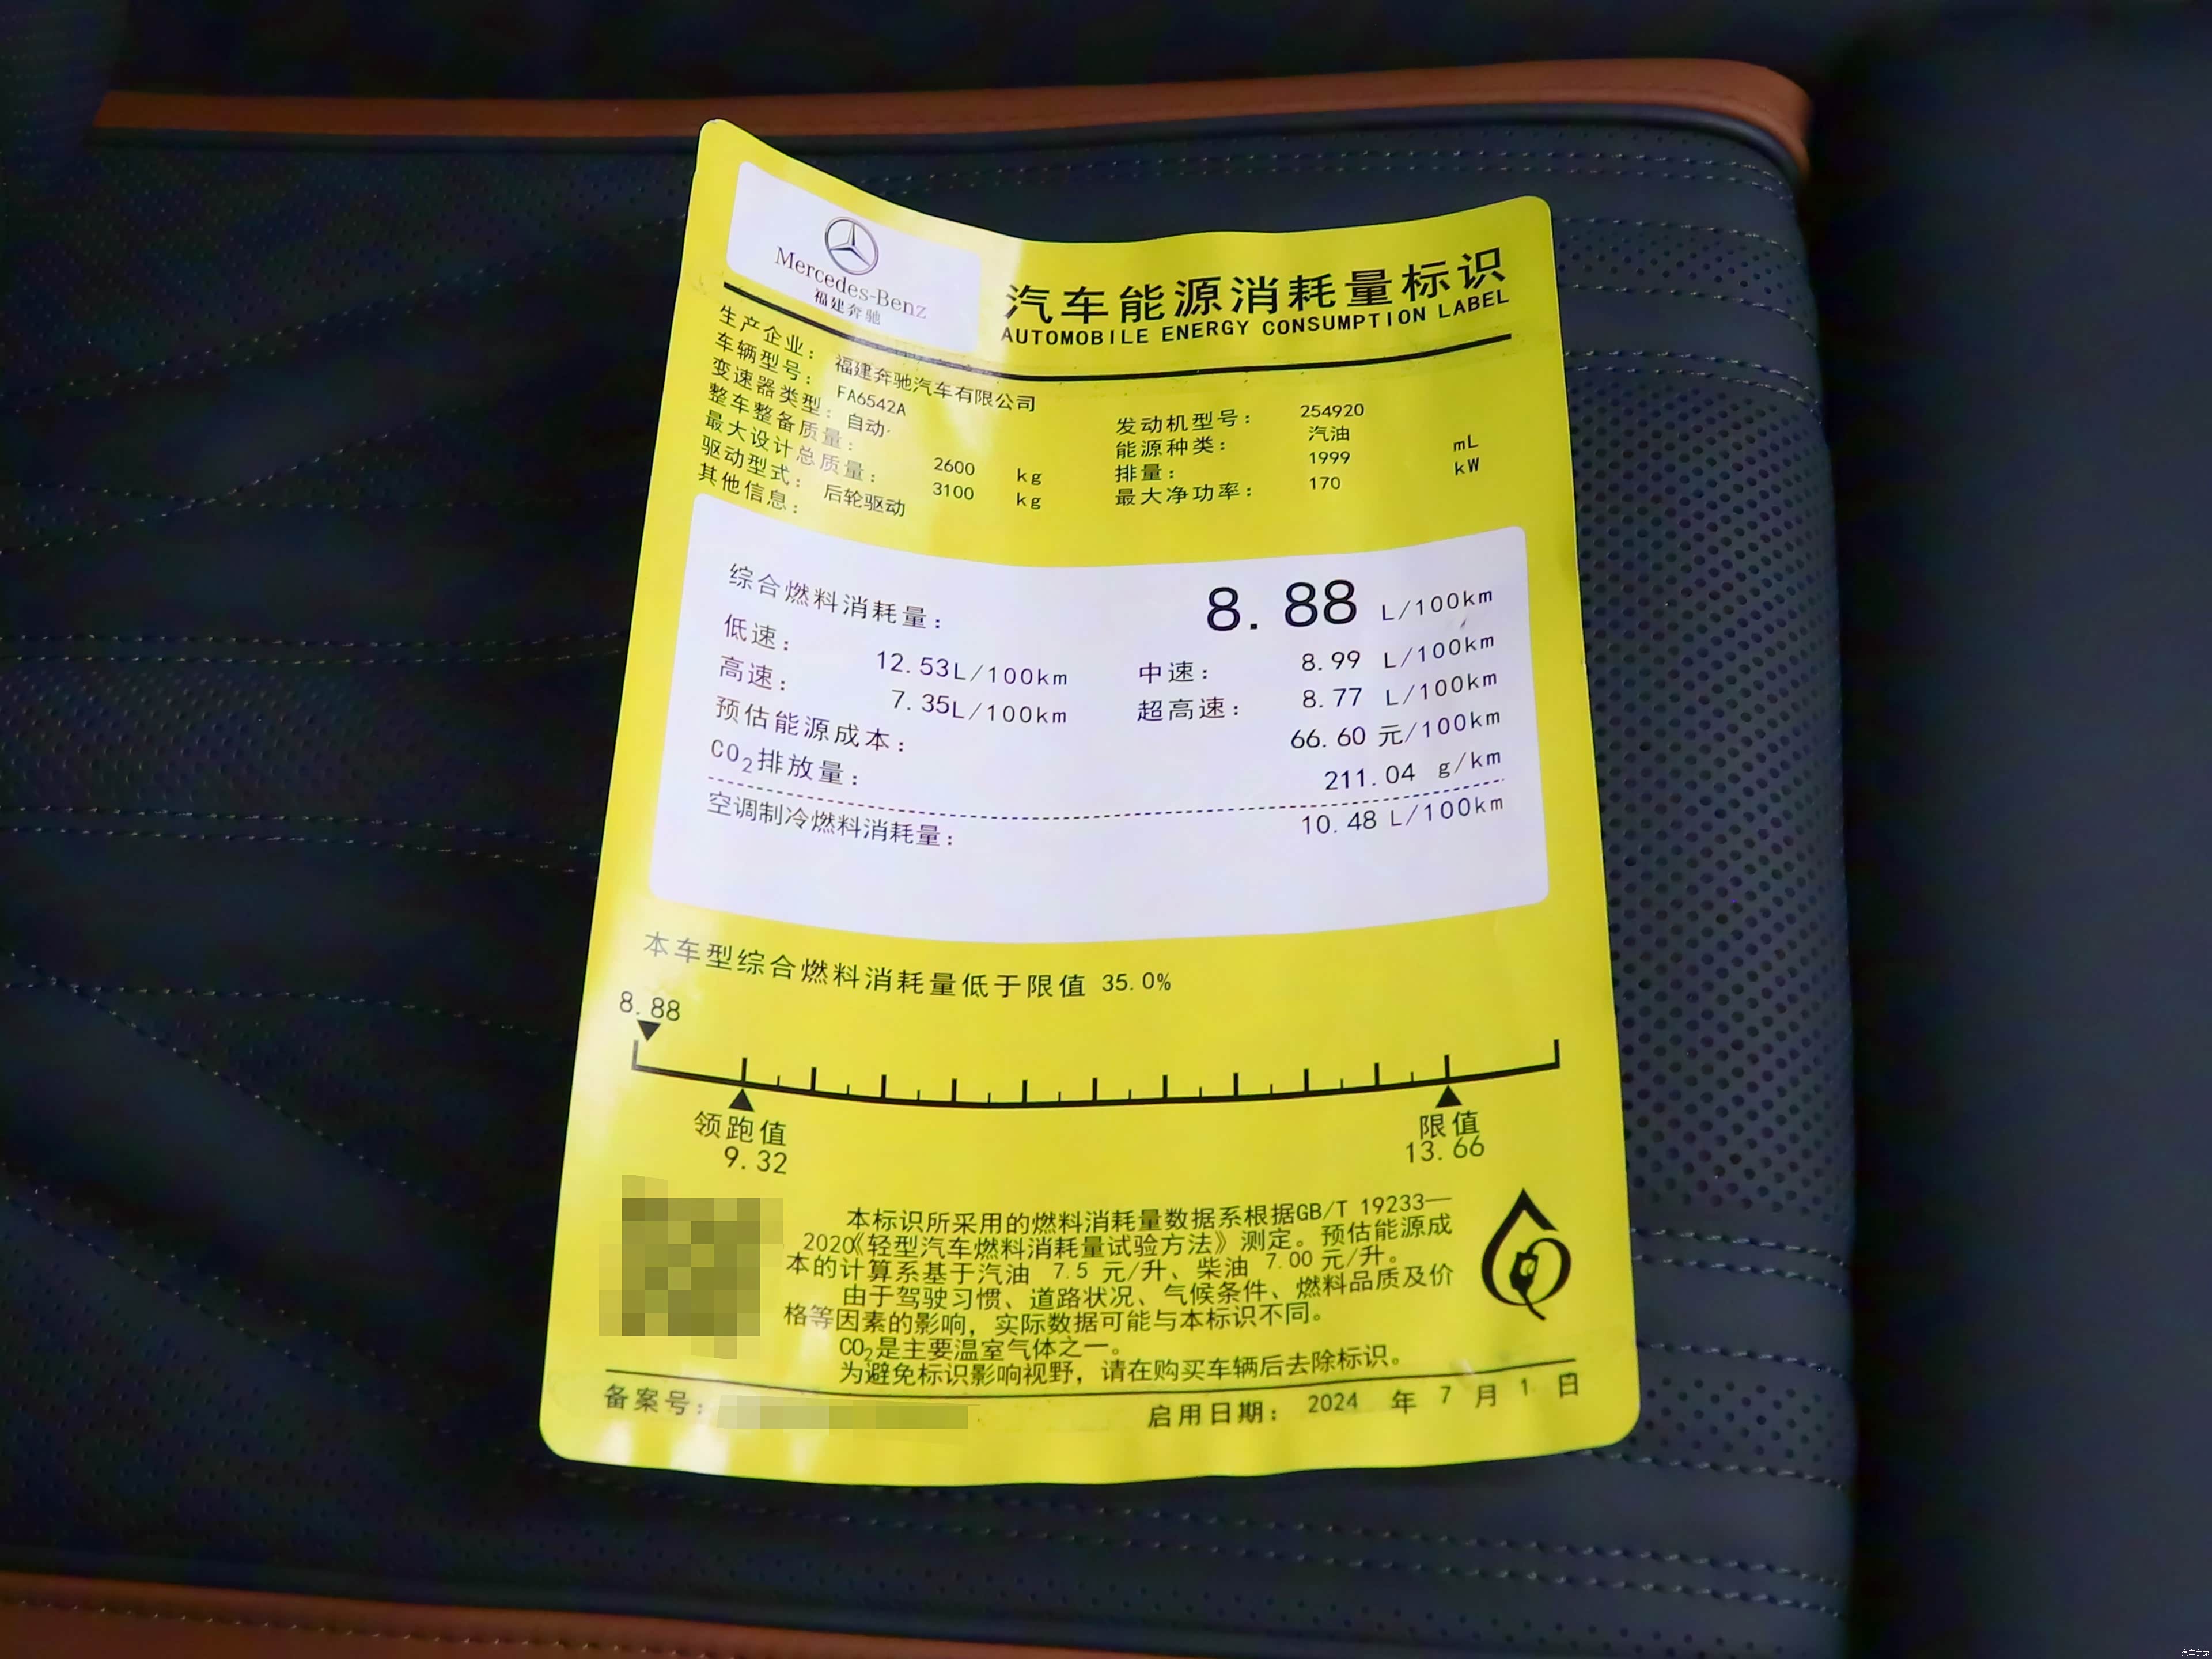 Mercedes-Benz
福建奔驰
汽车能源消耗量标识
AUTOMOBILE ENERGY CONSUMPTION LABEL
生产企业： 福建奔驰汽车有限公司
车辆型号： FA6542A 发动机型号： 254920
变速器类型： 自动 能源种类： 汽油
整车整备质量： 2600 kg 排量： 1999 mL
最大设计总质量： 3100 kg 最大净功率： 170 kW
驱动型式： 后轮驱动
其他信息：
综合燃料消耗量： 8.88 L/100km
低速： 12.53L/100km 中速： 8.99 L/100km
高速： 7.35L/100km 超高速： 8.77 L/100km
预估能源成本： 66.60 元/100km
CO₂排放量： 211.04 g/km
空调制冷燃料消耗量： 10.48 L/100km
本车型综合燃料消耗量低于限值 35.0%
8.88
领跑值 限值
9.32 13.66
本标识所采用的燃料消耗量数据系根据GB/T 19233—
2020《轻型汽车燃料消耗量试验方法》测定。预估能源成
本的计算系基于汽油 7.5 元/升、柴油 7.00 元/升。
由于驾驶习惯、道路状况、气候条件、燃料品质及价
格等因素的影响，实际数据可能与本标识不同。
CO₂是主要温室气体之一。
为避免标识影响视野，请在购买车辆后去除标识。
备案号： 启用日期： 2024 年 7 月 1 日
汽车之家